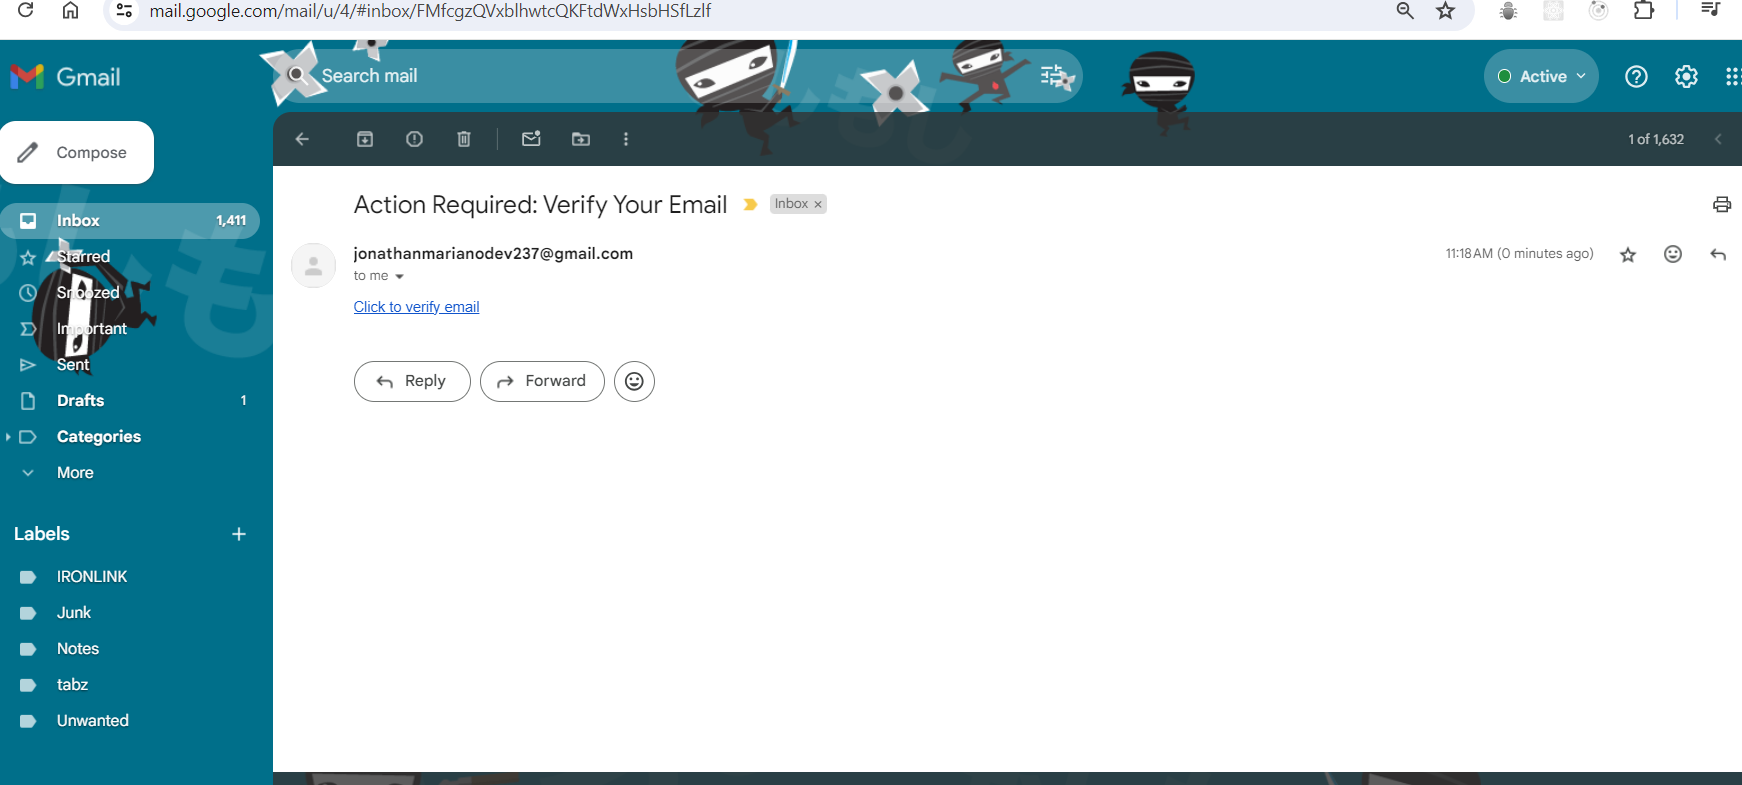 mail.google.com/mail/u/4/#inbox/FMfcgzQVxblhwtcQKFtdWxHsbHSfLzlf
Gmail
Search mail
Active
Compose
1 of 1,632
Inbox 1,411
Starred
Snoozed
Important
Sent
Drafts 1
Categories
More
Labels
IRONLINK
Junk
Notes
tabz
Unwanted
Action Required: Verify Your Email Inbox
jonathanmarianodev237@gmail.com 11:18 AM (0 minutes ago)
to me
Click to verify email
Reply Forward